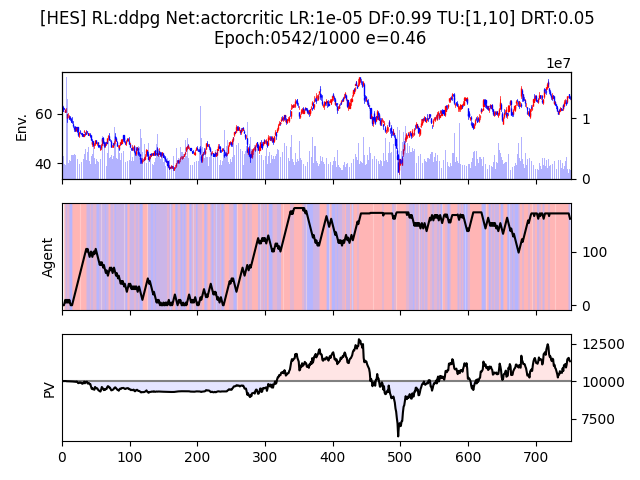 [HES] RL:ddpg Net:actorcritic LR:1e-05 DF:0.99 TU:[1,10] DRT:0.05
Epoch:0542/1000 e=0.46
1e7
Env.
60
40
1
0
Agent
100
0
PV
12500
10000
7500
0 100 200 300 400 500 600 700